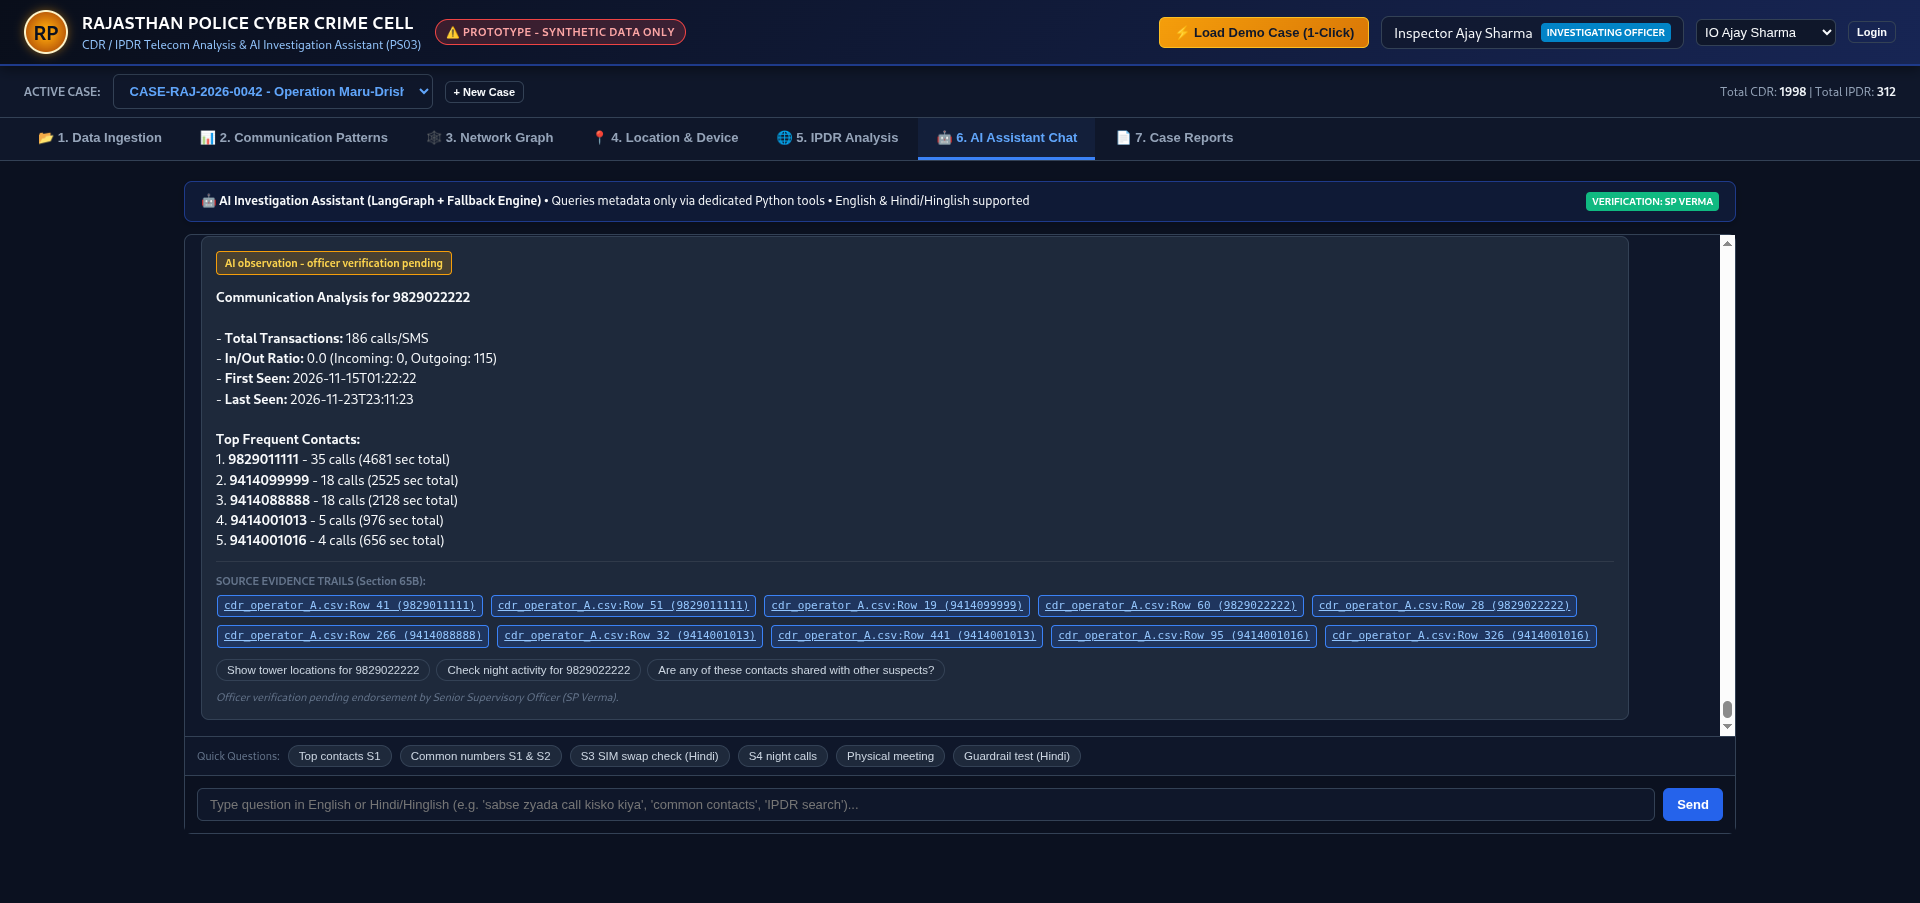 RP
RAJASTHAN POLICE CYBER CRIME CELL
CDR / IPDR Telecom Analysis & AI Investigation Assistant (PS03)
⚠️ PROTOTYPE - SYNTHETIC DATA ONLY
⚡ Load Demo Case (1-Click)
Inspector Ajay Sharma INVESTIGATING OFFICER
IO Ajay Sharma
Login
ACTIVE CASE:
CASE-RAJ-2026-0042 - Operation Maru-Drish
+ New Case
Total CDR: 1998 | Total IPDR: 312
📂 1. Data Ingestion
📊 2. Communication Patterns
🕸️ 3. Network Graph
📍 4. Location & Device
🌐 5. IPDR Analysis
🤖 6. AI Assistant Chat
📄 7. Case Reports
🤖 AI Investigation Assistant (LangGraph + Fallback Engine) • Queries metadata only via dedicated Python tools • English & Hindi/Hinglish supported
VERIFICATION: SP VERMA
AI observation - officer verification pending
Communication Analysis for 9829022222
- Total Transactions: 186 calls/SMS
- In/Out Ratio: 0.0 (Incoming: 0, Outgoing: 115)
- First Seen: 2026-11-15T01:22:22
- Last Seen: 2026-11-23T23:11:23
Top Frequent Contacts:
1. 9829011111 - 35 calls (4681 sec total)
2. 9414099999 - 18 calls (2525 sec total)
3. 9414088888 - 18 calls (2128 sec total)
4. 9414001013 - 5 calls (976 sec total)
5. 9414001016 - 4 calls (656 sec total)
SOURCE EVIDENCE TRAILS (Section 65B):
cdr_operator_A.csv:Row 41 (9829011111) cdr_operator_A.csv:Row 51 (9829011111) cdr_operator_A.csv:Row 19 (9414099999) cdr_operator_A.csv:Row 60 (9829022222) cdr_operator_A.csv:Row 28 (9829022222)
cdr_operator_A.csv:Row 266 (9414088888) cdr_operator_A.csv:Row 32 (9414001013) cdr_operator_A.csv:Row 441 (9414001013) cdr_operator_A.csv:Row 95 (9414001016) cdr_operator_A.csv:Row 326 (9414001016)
Show tower locations for 9829022222 Check night activity for 9829022222 Are any of these contacts shared with other suspects?
Officer verification pending endorsement by Senior Supervisory Officer (SP Verma).
Quick Questions: Top contacts S1 Common numbers S1 & S2 S3 SIM swap check (Hindi) S4 night calls Physical meeting Guardrail test (Hindi)
Type question in English or Hindi/Hinglish (e.g. 'sabse zyada call kisko kiya', 'common contacts', 'IPDR search')...
Send